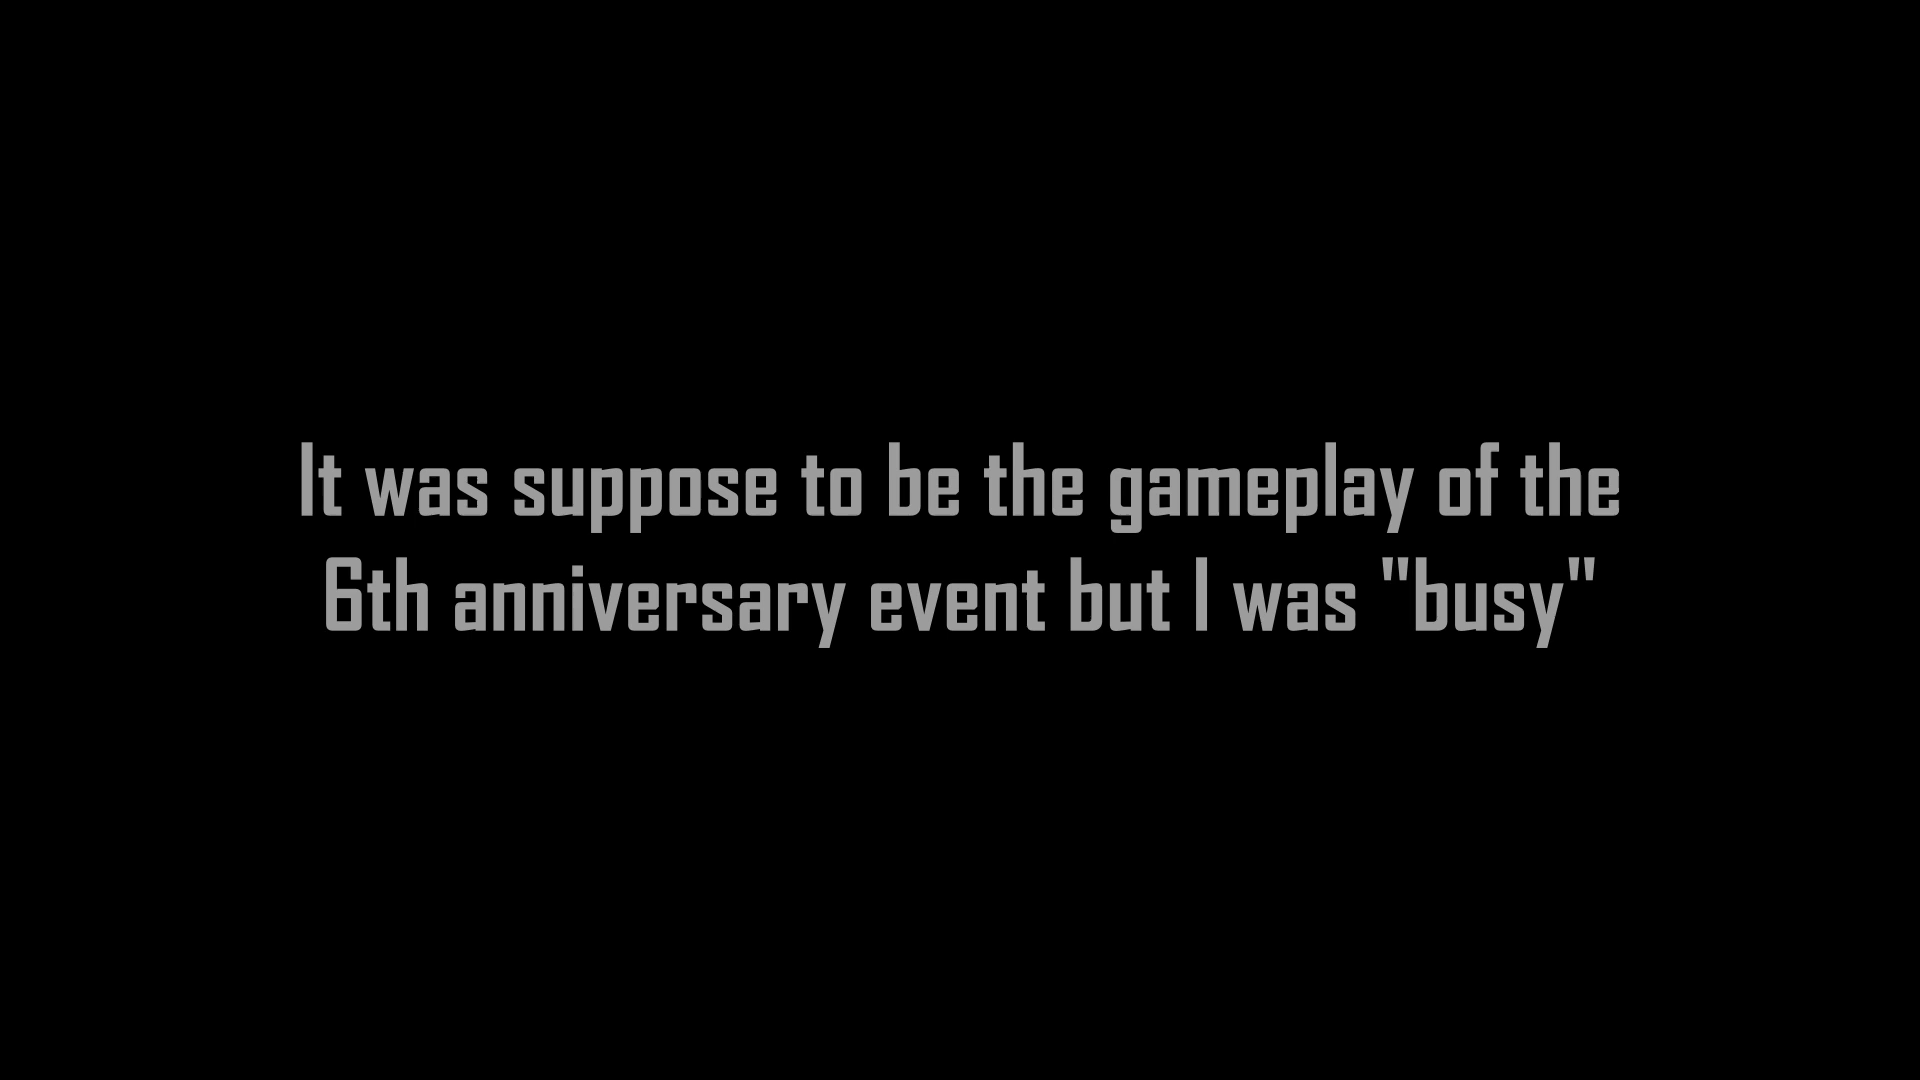 It was suppose to be the gameplay of the
6th anniversary event but I was "busy"